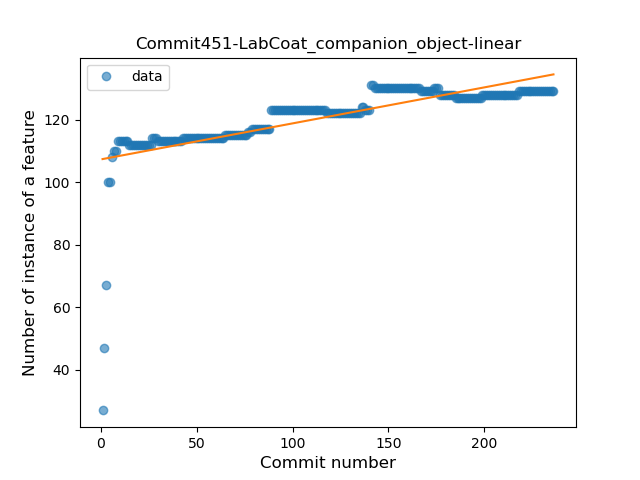 Commit451-LabCoat_companion_object-linear
data
Number of instance of a feature
120
100
80
60
40
0 50 100 150 200
Commit number